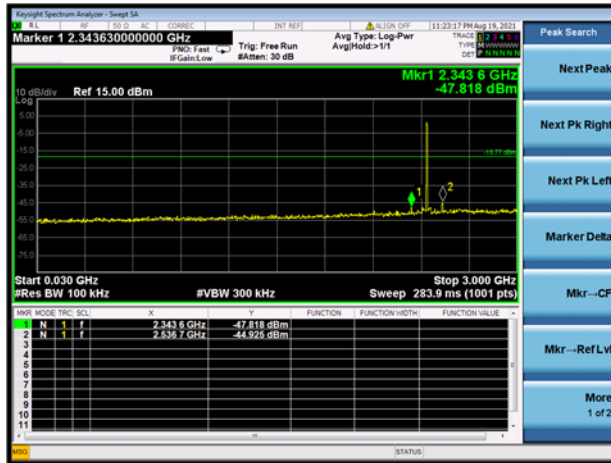 Keysight Spectrum Analyzer - Swept SA
RL RF 50 Ω AC CORREC INT REF ALIGN OFF 11:23:17 PM Aug 19, 2021
Marker 1 2.343630000000 GHz
PNO: Fast
IFGain:Low
Trig: Free Run
#Atten: 30 dB
Avg Type: Log-Pwr
Avg|Hold:>1/1
TRACE 1 2 3 4 5 6
TYPE M W W W W W
DET P N N N N N
Mkr1 2.343 6 GHz
-47.818 dBm
10 dB/div Ref 15.00 dBm
Log
5.00
-5.00
-15.0
-18.77 dBm
-25.0
-35.0
-45.0
-55.0
-65.0
-75.0
1
2
Start 0.030 GHz Stop 3.000 GHz
#Res BW 100 kHz #VBW 300 kHz Sweep 283.9 ms (1001 pts)
MKR MODE TRC SCL X Y FUNCTION FUNCTION WIDTH FUNCTION VALUE
1 N 1 f 2.343 6 GHz -47.818 dBm
2 N 1 f 2.536 7 GHz -44.925 dBm
3
4
5
6
7
8
9
10
11
MSG STATUS
Peak Search
Next Peak
Next Pk Right
Next Pk Left
Marker Delta
Mkr→CF
Mkr→Ref Lvl
More
1 of 2